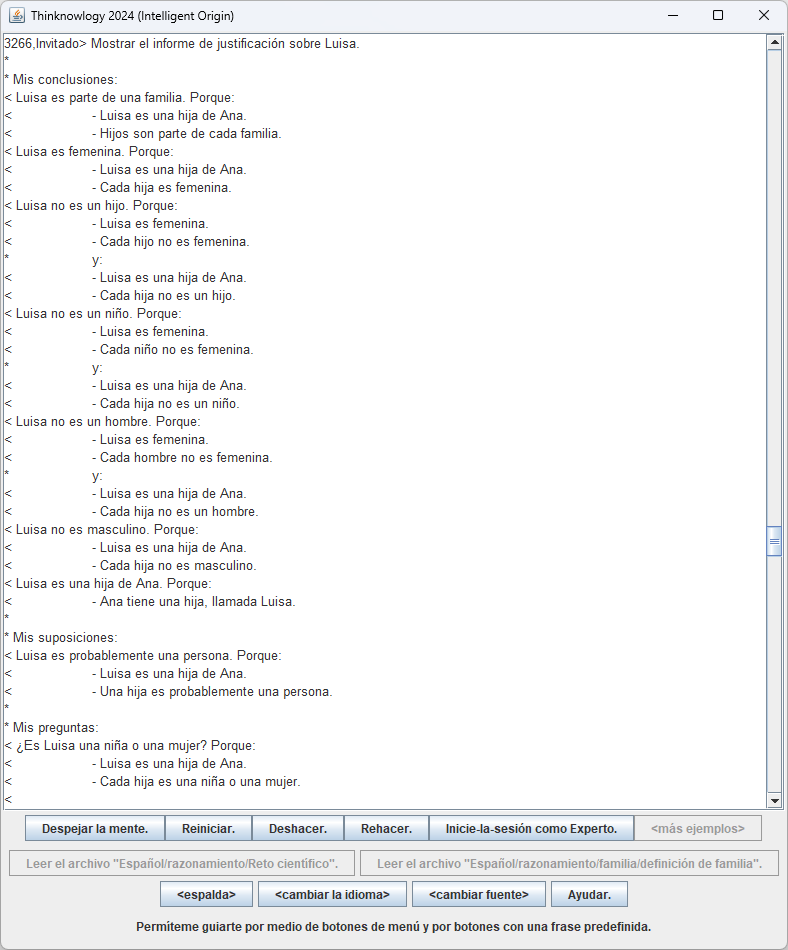 Thinknowlogy 2024 (Intelligent Origin)
3266,Invitado> Mostrar el informe de justificación sobre Luisa.
*
* Mis conclusiones:
< Luisa es parte de una familia. Porque:
< - Luisa es una hija de Ana.
< - Hijos son parte de cada familia.
< Luisa es femenina. Porque:
< - Luisa es una hija de Ana.
< - Cada hija es femenina.
< Luisa no es un hijo. Porque:
< - Luisa es femenina.
< - Cada hijo no es femenina.
* y:
< - Luisa es una hija de Ana.
< - Cada hija no es un hijo.
< Luisa no es un niño. Porque:
< - Luisa es femenina.
< - Cada niño no es femenina.
* y:
< - Luisa es una hija de Ana.
< - Cada hija no es un niño.
< Luisa no es un hombre. Porque:
< - Luisa es femenina.
< - Cada hombre no es femenina.
* y:
< - Luisa es una hija de Ana.
< - Cada hija no es un hombre.
< Luisa no es masculino. Porque:
< - Luisa es una hija de Ana.
< - Cada hija no es masculino.
< Luisa es una hija de Ana. Porque:
< - Ana tiene una hija, llamada Luisa.
*
* Mis suposiciones:
< Luisa es probablemente una persona. Porque:
< - Luisa es una hija de Ana.
< - Una hija es probablemente una persona.
*
* Mis preguntas:
< ¿Es Luisa una niña o una mujer? Porque:
< - Luisa es una hija de Ana.
< - Cada hija es una niña o una mujer.
<
Despejar la mente. Reiniciar. Deshacer. Rehacer. Inicie-la-sesión como Experto. <más ejemplos>
Leer el archivo "Español/razonamiento/Reto científico". Leer el archivo "Español/razonamiento/familia/definición de familia".
<espalda> <cambiar la idioma> <cambiar fuente> Ayudar.
Permíteme guiarte por medio de botones de menú y por botones con una frase predefinida.